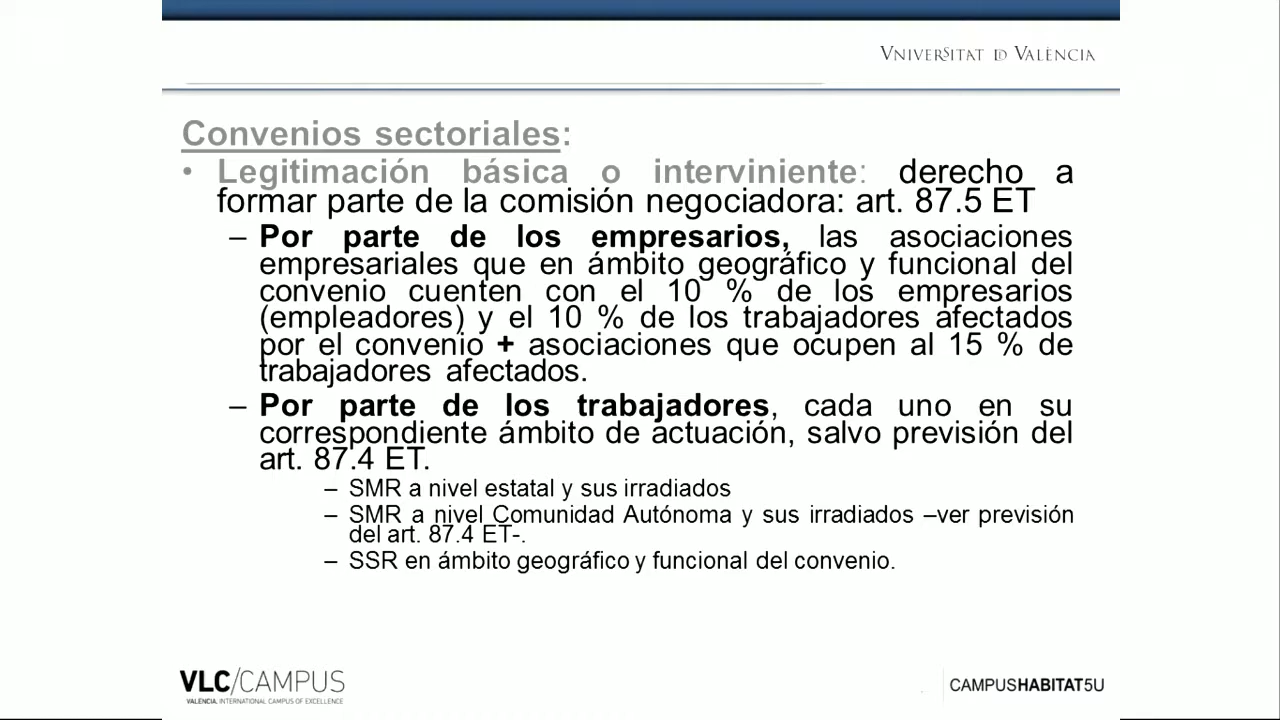 VNIVERSITAT DÐ VALÈNCIA
Convenios sectoriales:
• Legitimación básica o interviniente: derecho a
formar parte de la comisión negociadora: art. 87.5 ET
– Por parte de los empresarios, las asociaciones
empresariales que en ámbito geográfico y funcional del
convenio cuenten con el 10 % de los empresarios
(empleadores) y el 10 % de los trabajadores afectados
por el convenio + asociaciones que ocupen al 15 % de
trabajadores afectados.
– Por parte de los trabajadores, cada uno en su
correspondiente ámbito de actuación, salvo previsión del
art. 87.4 ET.
– SMR a nivel estatal y sus irradiados
– SMR a nivel Comunidad Autónoma y sus irradiados –ver previsión
del art. 87.4 ET-.
– SSR en ámbito geográfico y funcional del convenio.
VLC/CAMPUS
VALENCIA, INTERNATIONAL CAMPUS OF EXCELLENCE
CAMPUSHABITAT5U